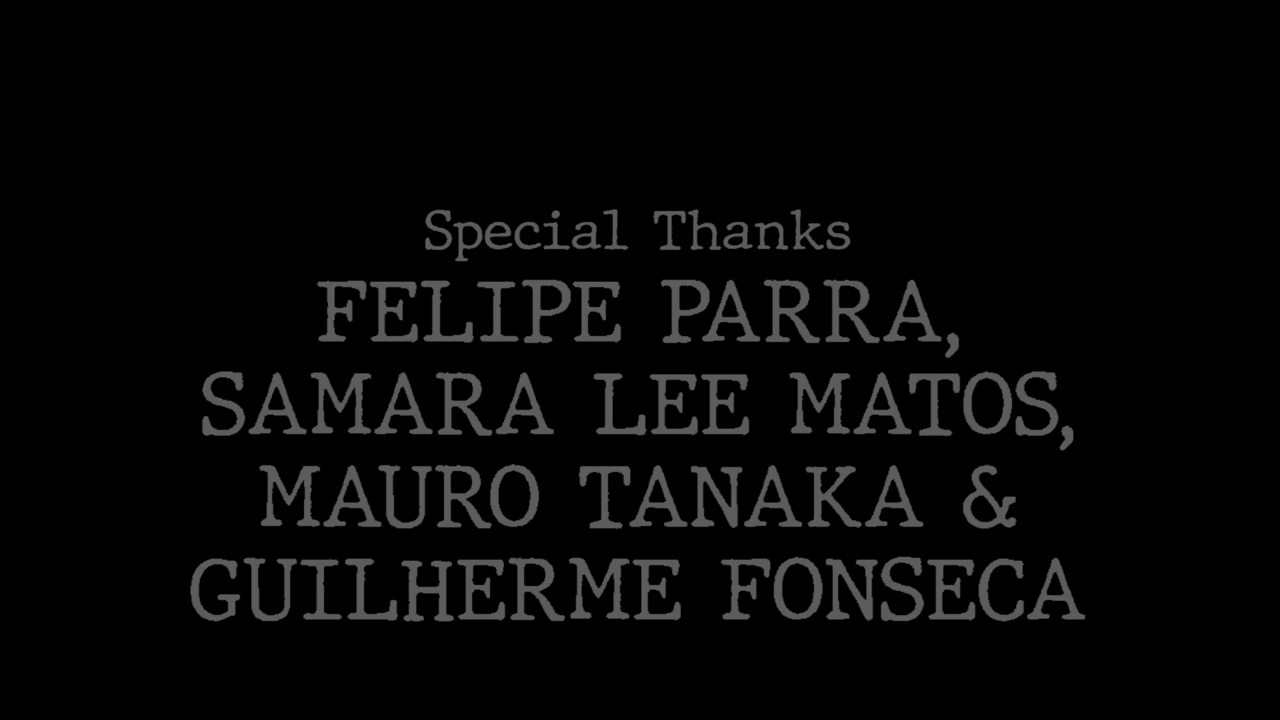 Special Thanks
FELIPE PARRA,
SAMARA LEE MATOS,
MAURO TANAKA &
GUILHERME FONSECA